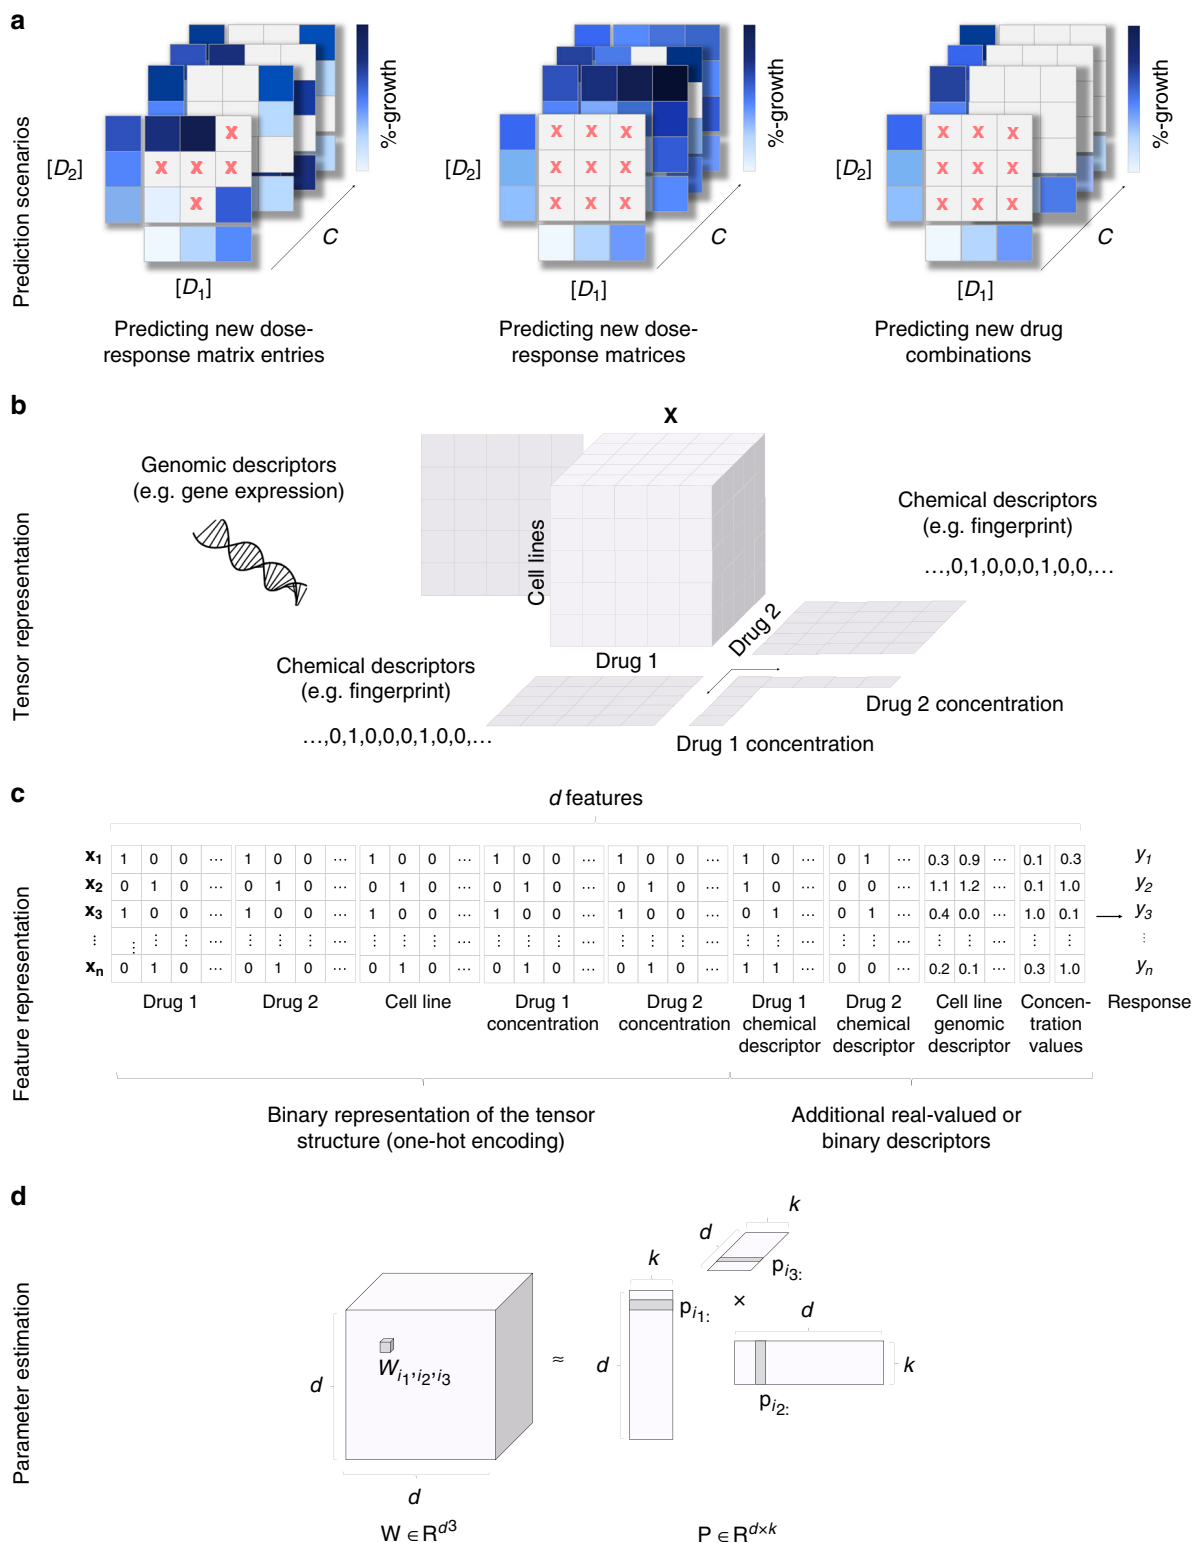 a
Prediction scenarios
[D2]
x
x x x
x
%-growth
C
[D1]
Predicting new dose-
response matrix entries
[D2]
x x x
x x x
x x x
%-growth
C
[D1]
Predicting new dose-
response matrices
[D2]
x x x
x x x
x x x
%-growth
C
[D1]
Predicting new drug
combinations
b
Tensor representation
X
Genomic descriptors
(e.g. gene expression)
Cell lines
Drug 1
Drug 2
Chemical descriptors
(e.g. fingerprint)
...,0,1,0,0,0,1,0,0,...
Chemical descriptors
(e.g. fingerprint)
...,0,1,0,0,0,1,0,0,...
Drug 2 concentration
Drug 1 concentration
c
Feature representation
d features
x1 1 0 0 ... 1 0 0 ... 1 0 0 ... 1 0 0 ... 1 0 0 ... 1 0 ... 0 1 ... 0.3 0.9 ... 0.1 0.3 y1
x2 0 1 0 ... 0 1 0 ... 0 1 0 ... 0 1 0 ... 0 1 0 ... 1 0 ... 0 0 ... 1.1 1.2 ... 0.1 1.0 y2
x3 1 0 0 ... 1 0 0 ... 1 0 0 ... 1 0 0 ... 1 0 0 ... 0 1 ... 0 1 ... 0.4 0.0 ... 1.0 0.1 → y3
⋮ ⋮ ⋮ ⋮ ... ⋮ ⋮ ⋮ ... ⋮ ⋮ ⋮ ... ⋮ ⋮ ⋮ ... ⋮ ⋮ ⋮ ... ⋮ ⋮ ... ⋮ ⋮ ... ⋮ ⋮ ... ⋮ ⋮ ⋮
xn 0 1 0 ... 0 1 0 ... 0 1 0 ... 0 1 0 ... 0 1 0 ... 1 1 ... 0 0 ... 0.2 0.1 ... 0.3 1.0 yn
Drug 1
Drug 2
Cell line
Drug 1
concentration
Drug 2
concentration
Drug 1
chemical
descriptor
Drug 2
chemical
descriptor
Cell line
genomic
descriptor
Concen-
tration
values
Response
Binary representation of the tensor
structure (one-hot encoding)
Additional real-valued or
binary descriptors
d
Parameter estimation
W i1,i2,i3
d
d
W ∈ R^d3
≈
k
d
p i1:
×
d
k
p i3:
d
k
p i2:
P ∈ R^d×k